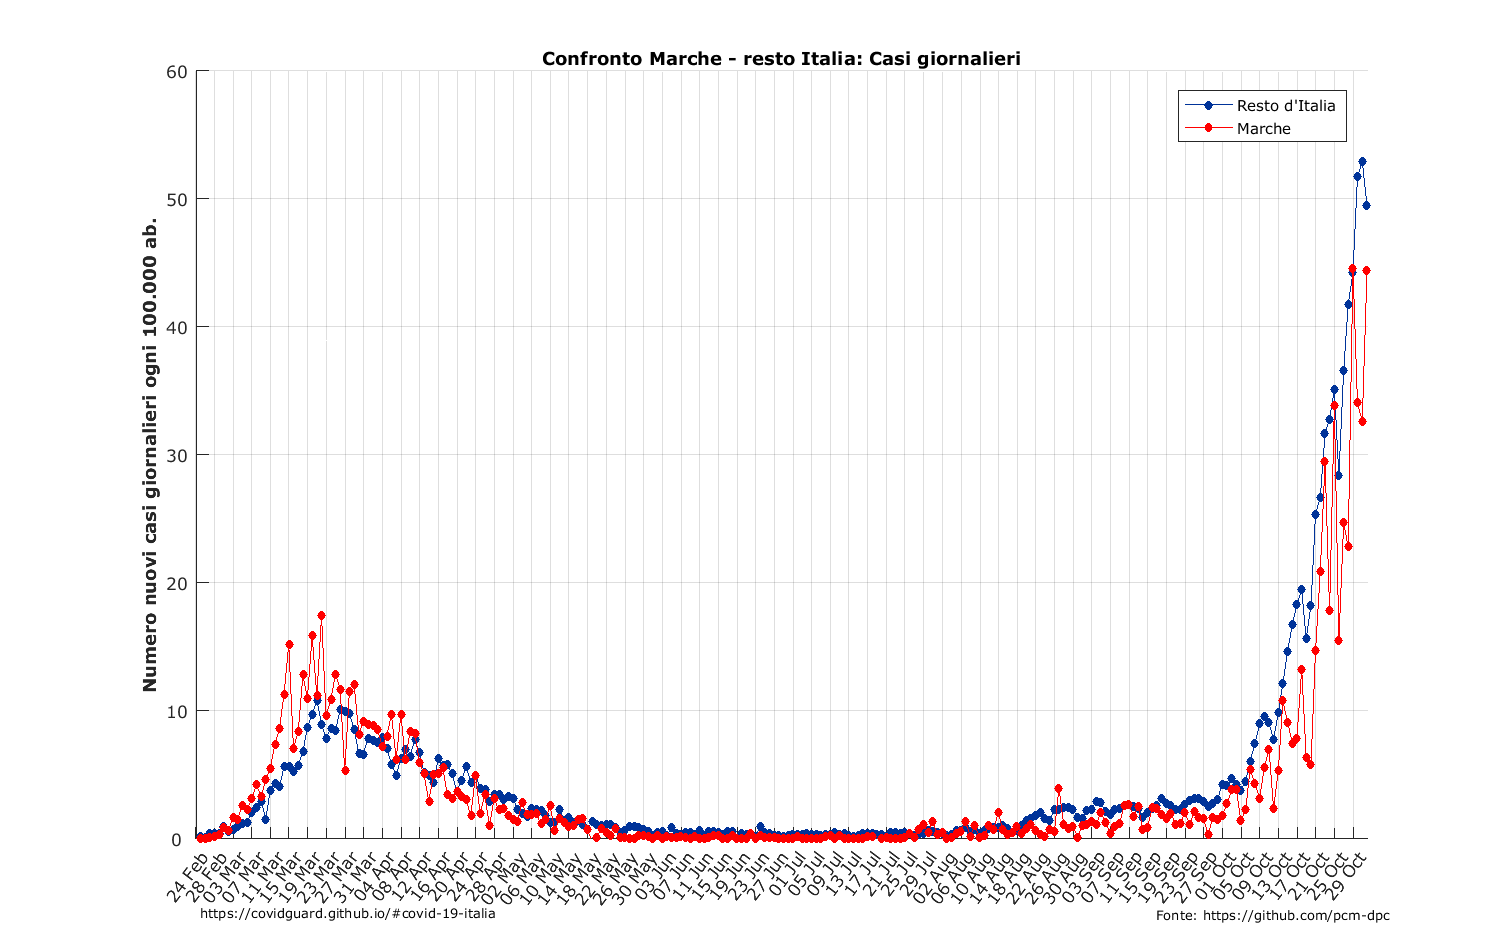 Confronto Marche - resto Italia: Casi giornalieri
Resto d'Italia
Marche
Numero nuovi casi giornalieri ogni 100.000 ab.
60
50
40
30
20
10
0
24 Feb
28 Feb
03 Mar
07 Mar
11 Mar
15 Mar
19 Mar
23 Mar
27 Mar
31 Mar
04 Apr
08 Apr
12 Apr
16 Apr
20 Apr
24 Apr
28 Apr
02 May
06 May
10 May
14 May
18 May
22 May
26 May
30 May
03 Jun
07 Jun
11 Jun
15 Jun
19 Jun
23 Jun
27 Jun
01 Jul
05 Jul
09 Jul
13 Jul
17 Jul
21 Jul
25 Jul
29 Jul
02 Aug
06 Aug
10 Aug
14 Aug
18 Aug
22 Aug
26 Aug
30 Aug
03 Sep
07 Sep
11 Sep
15 Sep
19 Sep
23 Sep
27 Sep
01 Oct
05 Oct
09 Oct
13 Oct
17 Oct
21 Oct
25 Oct
29 Oct
https://covidguard.github.io/#covid-19-italia
Fonte: https://github.com/pcm-dpc